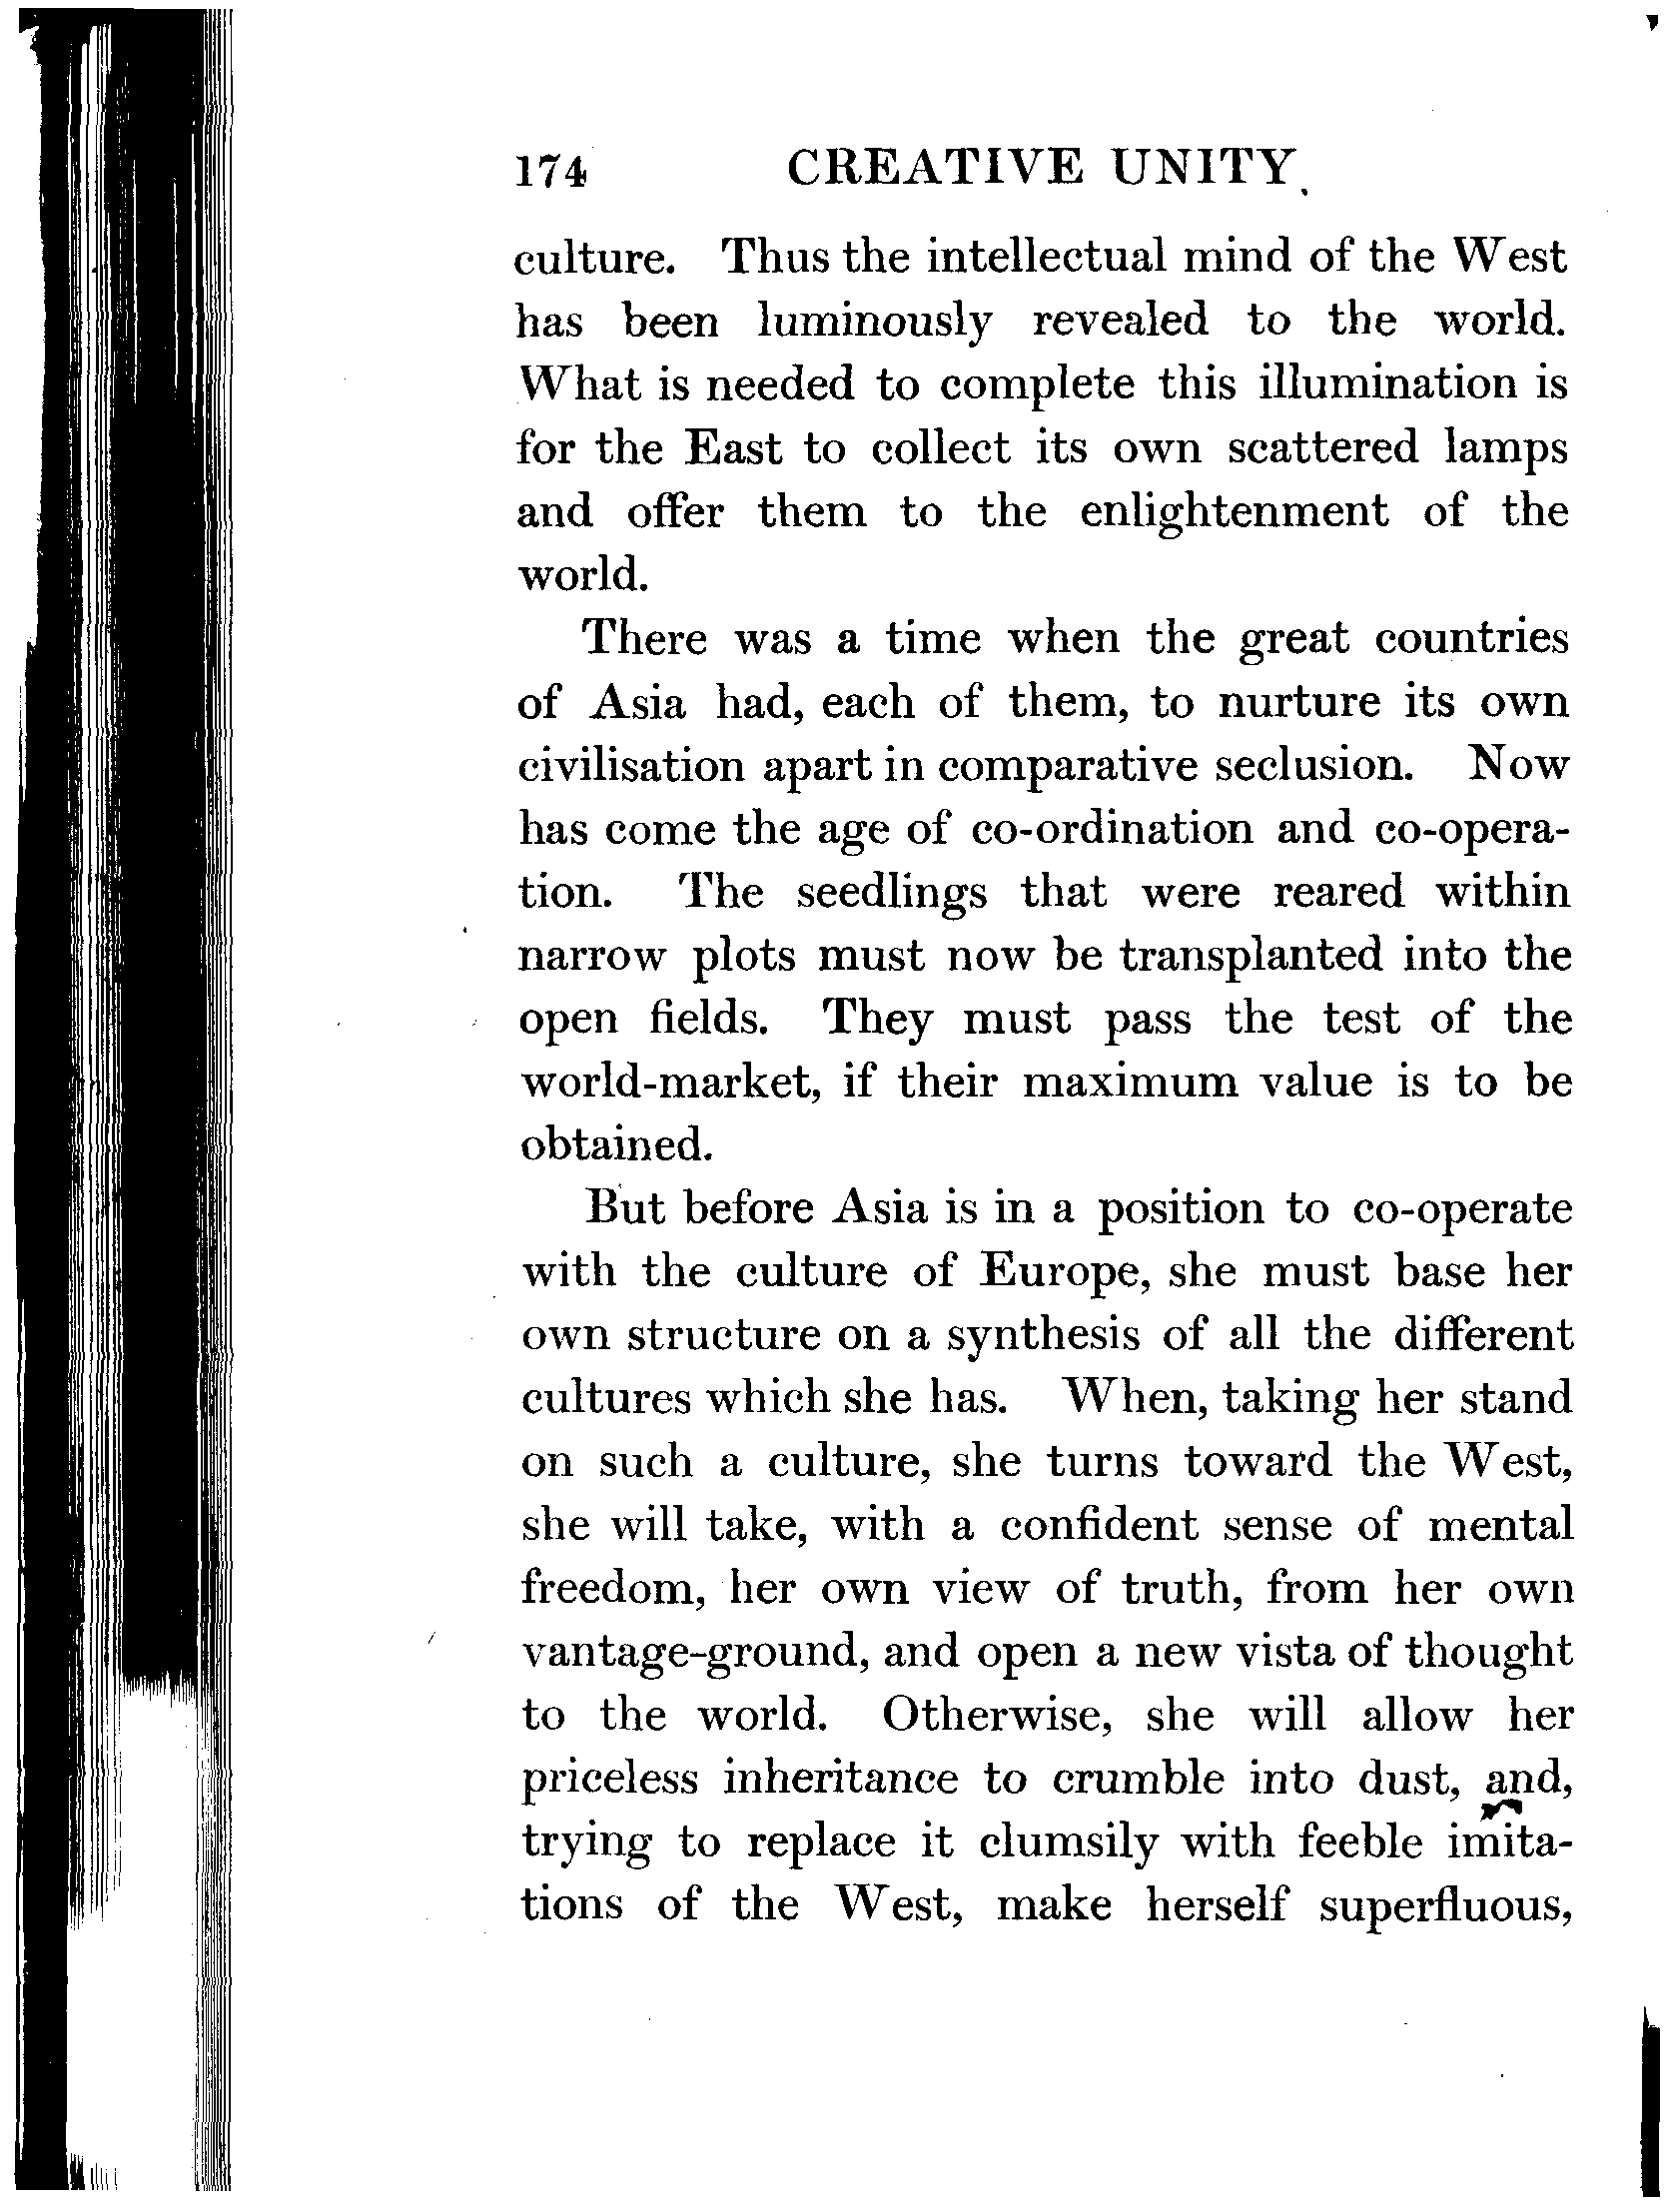 174 CREATIVE UNITY
culture. Thus the intellectual mind of the West
has been luminously revealed to the world.
What is needed to complete this illumination is
for the East to collect its own scattered lamps
and offer them to the enlightenment of the
world.
There was a time when the great countries
of Asia had, each of them, to nurture its own
civilisation apart in comparative seclusion. Now
has come the age of co-ordination and co-opera-
tion. The seedlings that were reared within
narrow plots must now be transplanted into the
open fields. They must pass the test of the
world-market, if their maximum value is to be
obtained.
But before Asia is in a position to co-operate
with the culture of Europe, she must base her
own structure on a synthesis of all the different
cultures which she has. When, taking her stand
on such a culture, she turns toward the West,
she will take, with a confident sense of mental
freedom, her own view of truth, from her own
vantage-ground, and open a new vista of thought
to the world. Otherwise, she will allow her
priceless inheritance to crumble into dust, and,
trying to replace it clumsily with feeble imita-
tions of the West, make herself superfluous,